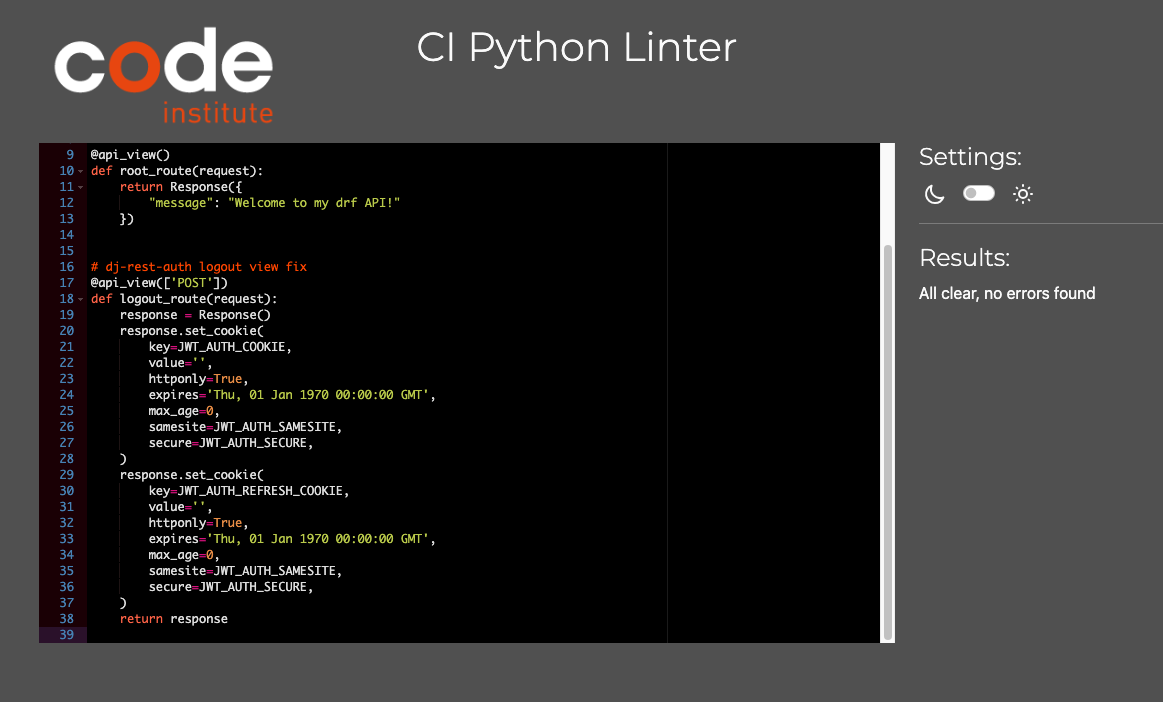 code
institute
CI Python Linter
9 @api_view()
10 def root_route(request):
11     return Response({
12         "message": "Welcome to my drf API!"
13     })
14
15
16 # dj-rest-auth logout view fix
17 @api_view(['POST'])
18 def logout_route(request):
19     response = Response()
20     response.set_cookie(
21         key=JWT_AUTH_COOKIE,
22         value='',
23         httponly=True,
24         expires='Thu, 01 Jan 1970 00:00:00 GMT',
25         max_age=0,
26         samesite=JWT_AUTH_SAMESITE,
27         secure=JWT_AUTH_SECURE,
28     )
29     response.set_cookie(
30         key=JWT_AUTH_REFRESH_COOKIE,
31         value='',
32         httponly=True,
33         expires='Thu, 01 Jan 1970 00:00:00 GMT',
34         max_age=0,
35         samesite=JWT_AUTH_SAMESITE,
36         secure=JWT_AUTH_SECURE,
37     )
38     return response
39
Settings:
Results:
All clear, no errors found